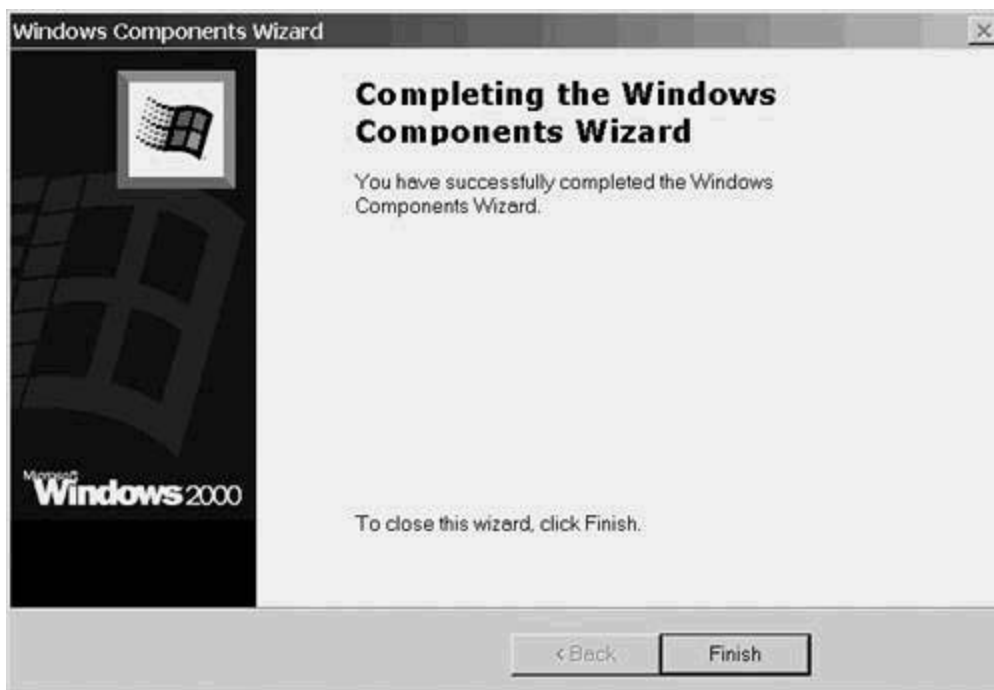 Windows Components Wizard
Completing the Windows
Components Wizard
You have successfully completed the Windows
Components Wizard.
Microsoft
Windows 2000
To close this wizard, click Finish.
< Back
Finish